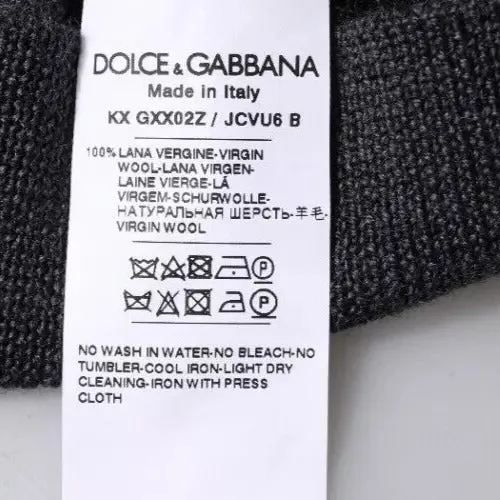 DOLCE & GABBANA
Made in Italy
KX GXX02Z / JCVU6 B
100% LANA VERGINE-VIRGIN
WOOL-LANA VIRGEN-
LAINE VIERGE-LÃ
VIRGEM-SCHURWOLLE-
НАТУРАЛЬНАЯ ШЕРСТЬ-羊毛-
VIRGIN WOOL
P
P
NO WASH IN WATER-NO BLEACH-NO
TUMBLER-COOL IRON-LIGHT DRY
CLEANING-IRON WITH PRESS
CLOTH